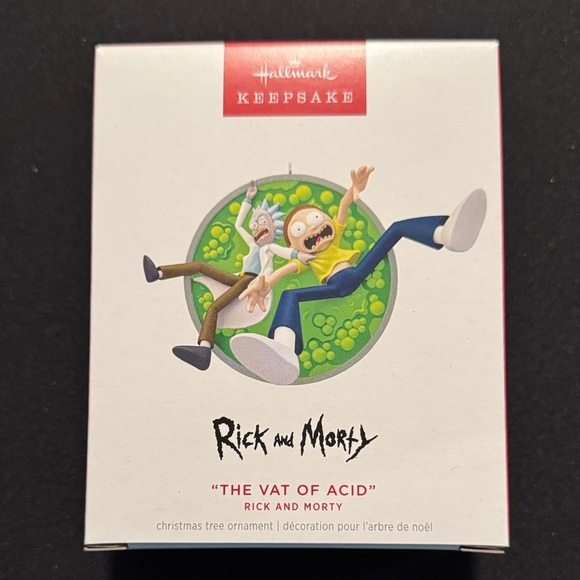 Hallmark
KEEPSAKE
Rick and Morty
"THE VAT OF ACID"
RICK AND MORTY
christmas tree ornament | décoration pour l'arbre de noël